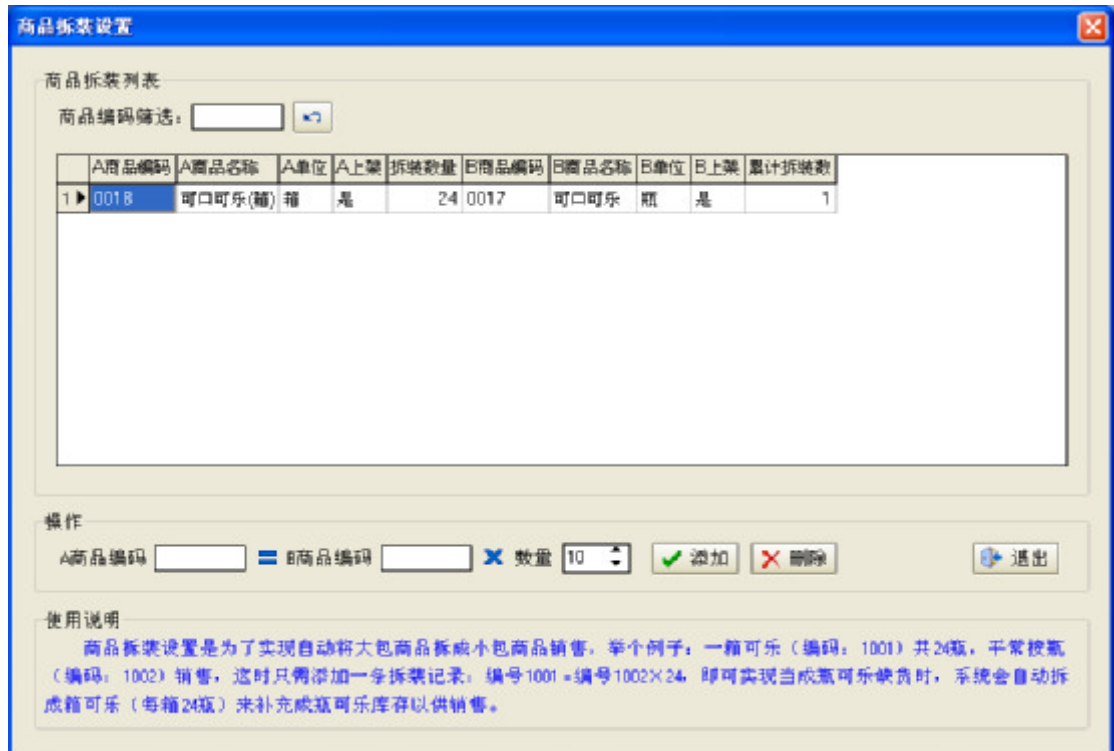 商品拆装设置
商品拆装列表
商品编码筛选：
A商品编码 A商品名称 A单位 A上架 拆装数量 B商品编码 B商品名称 B单位 B上架 累计拆装数
1 0018 可口可乐(箱) 箱 是 24 0017 可口可乐 瓶 是 1
操作
A商品编码 = B商品编码 × 数量 10 添加 删除 退出
使用说明
商品拆装设置是为了实现自动将大包商品拆成小包商品销售，举个例子：一箱可乐（编码：1001）共24瓶，平常按瓶
（编码：1002）销售，这时只需添加一条拆装记录：编号1001=编号1002×24，即可实现当成瓶可乐缺货时，系统会自动拆
成箱可乐（每箱24瓶）来补充成瓶可乐库存以供销售。